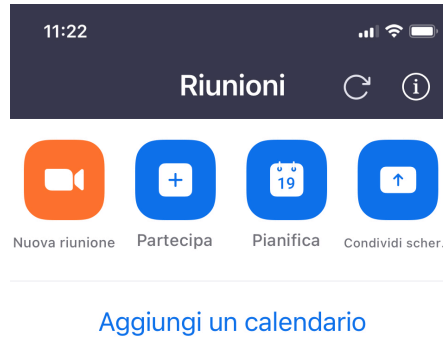 11:22
Riunioni
19
Nuova riunione Partecipa Pianifica Condividi scher.
Aggiungi un calendario